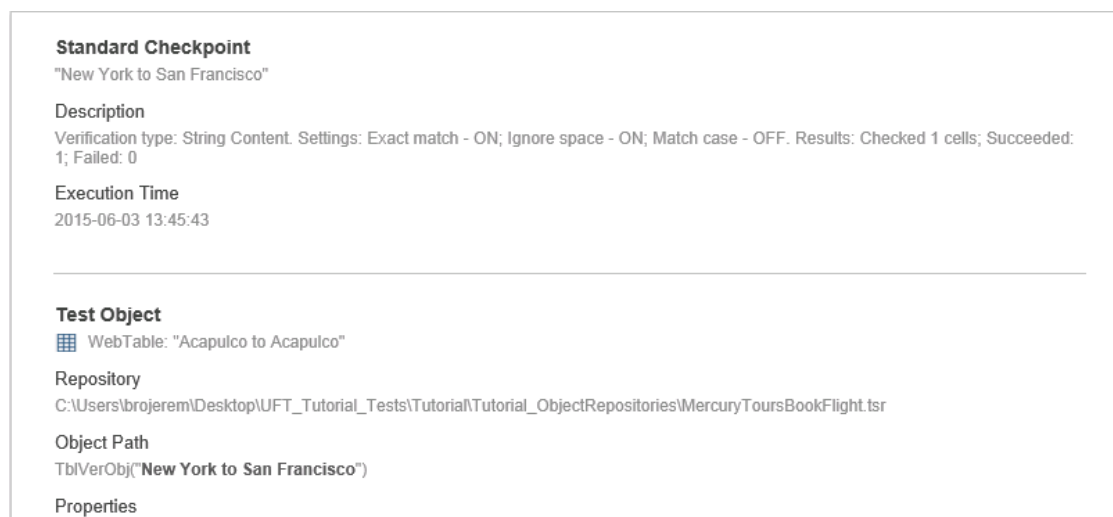 Standard Checkpoint
"New York to San Francisco"
Description
Verification type: String Content. Settings: Exact match - ON; Ignore space - ON; Match case - OFF. Results: Checked 1 cells; Succeeded:
1; Failed: 0
Execution Time
2015-06-03 13:45:43
Test Object
WebTable: "Acapulco to Acapulco"
Repository
C:\Users\brojerem\Desktop\UFT_Tutorial_Tests\Tutorial\Tutorial_ObjectRepositories\MercuryToursBookFlight.tsr
Object Path
TblVerObj("New York to San Francisco")
Properties